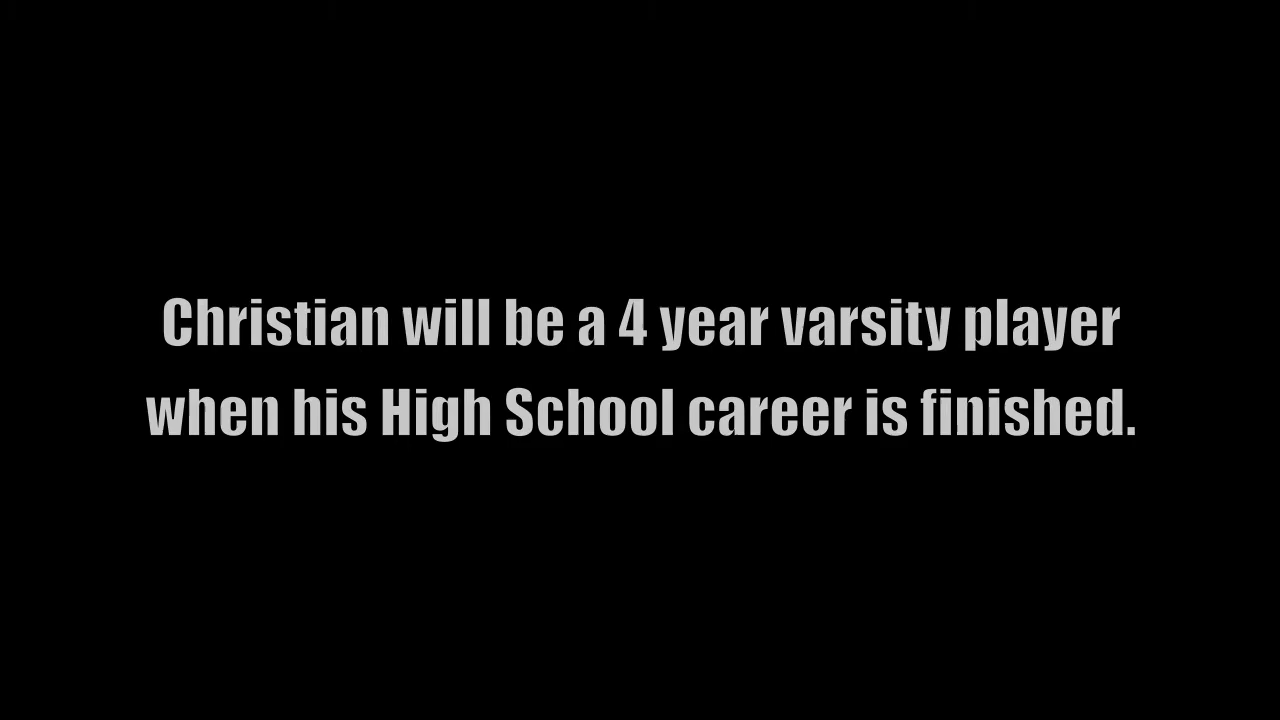 Christian will be a 4 year varsity player
when his High School career is finished.